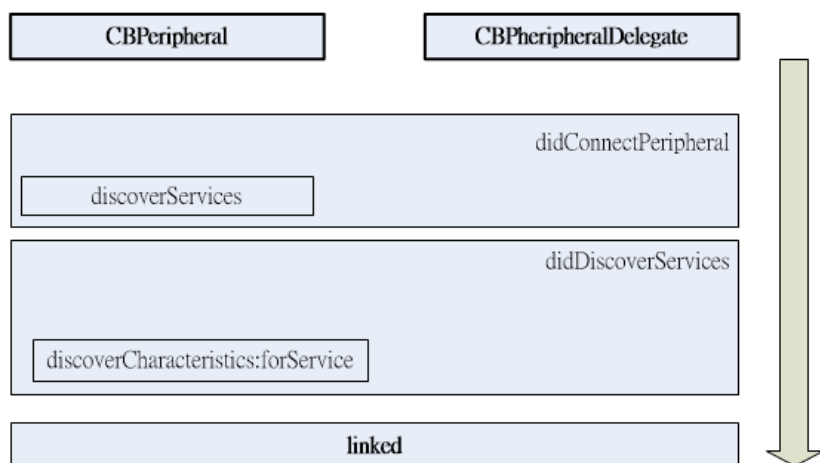 CBPeripheral
CBPheripheralDelegate
didConnectPeripheral
discoverServices
didDiscoverServices
discoverCharacteristics:forService
linked